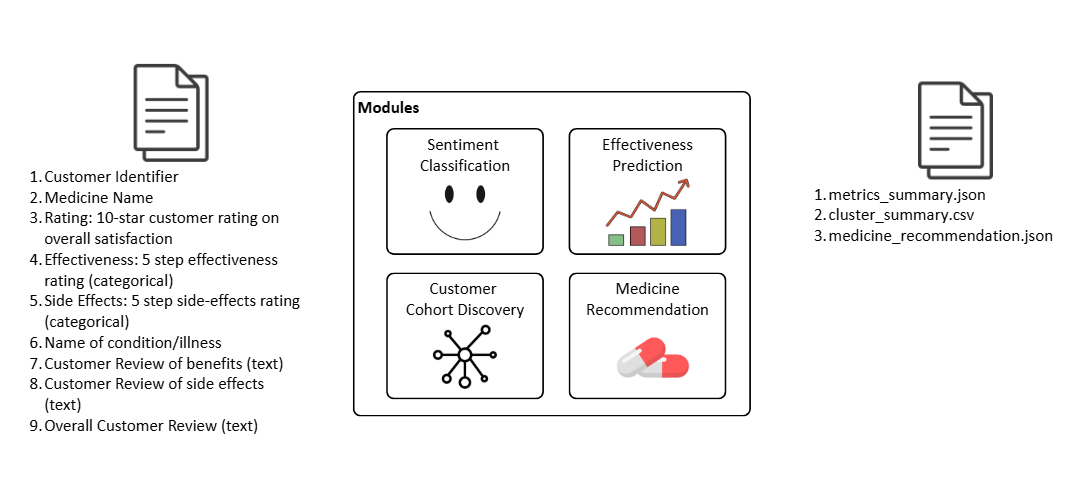 1. Customer Identifier
2. Medicine Name
3. Rating: 10-star customer rating on
overall satisfaction
4. Effectiveness: 5 step effectiveness
rating (categorical)
5. Side Effects: 5 step side-effects rating
(categorical)
6. Name of condition/illness
7. Customer Review of benefits (text)
8. Customer Review of side effects
(text)
9. Overall Customer Review (text)
Modules
Sentiment
Classification
Effectiveness
Prediction
Customer
Cohort Discovery
Medicine
Recommendation
1. metrics_summary.json
2. cluster_summary.csv
3. medicine_recommendation.json